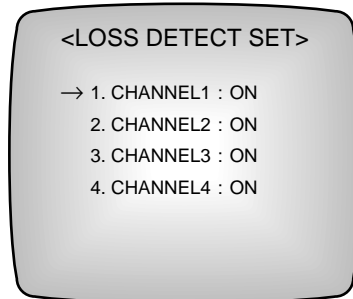 <LOSS DETECT SET>
→ 1. CHANNEL1 : ON
2. CHANNEL2 : ON
3. CHANNEL3 : ON
4. CHANNEL4 : ON